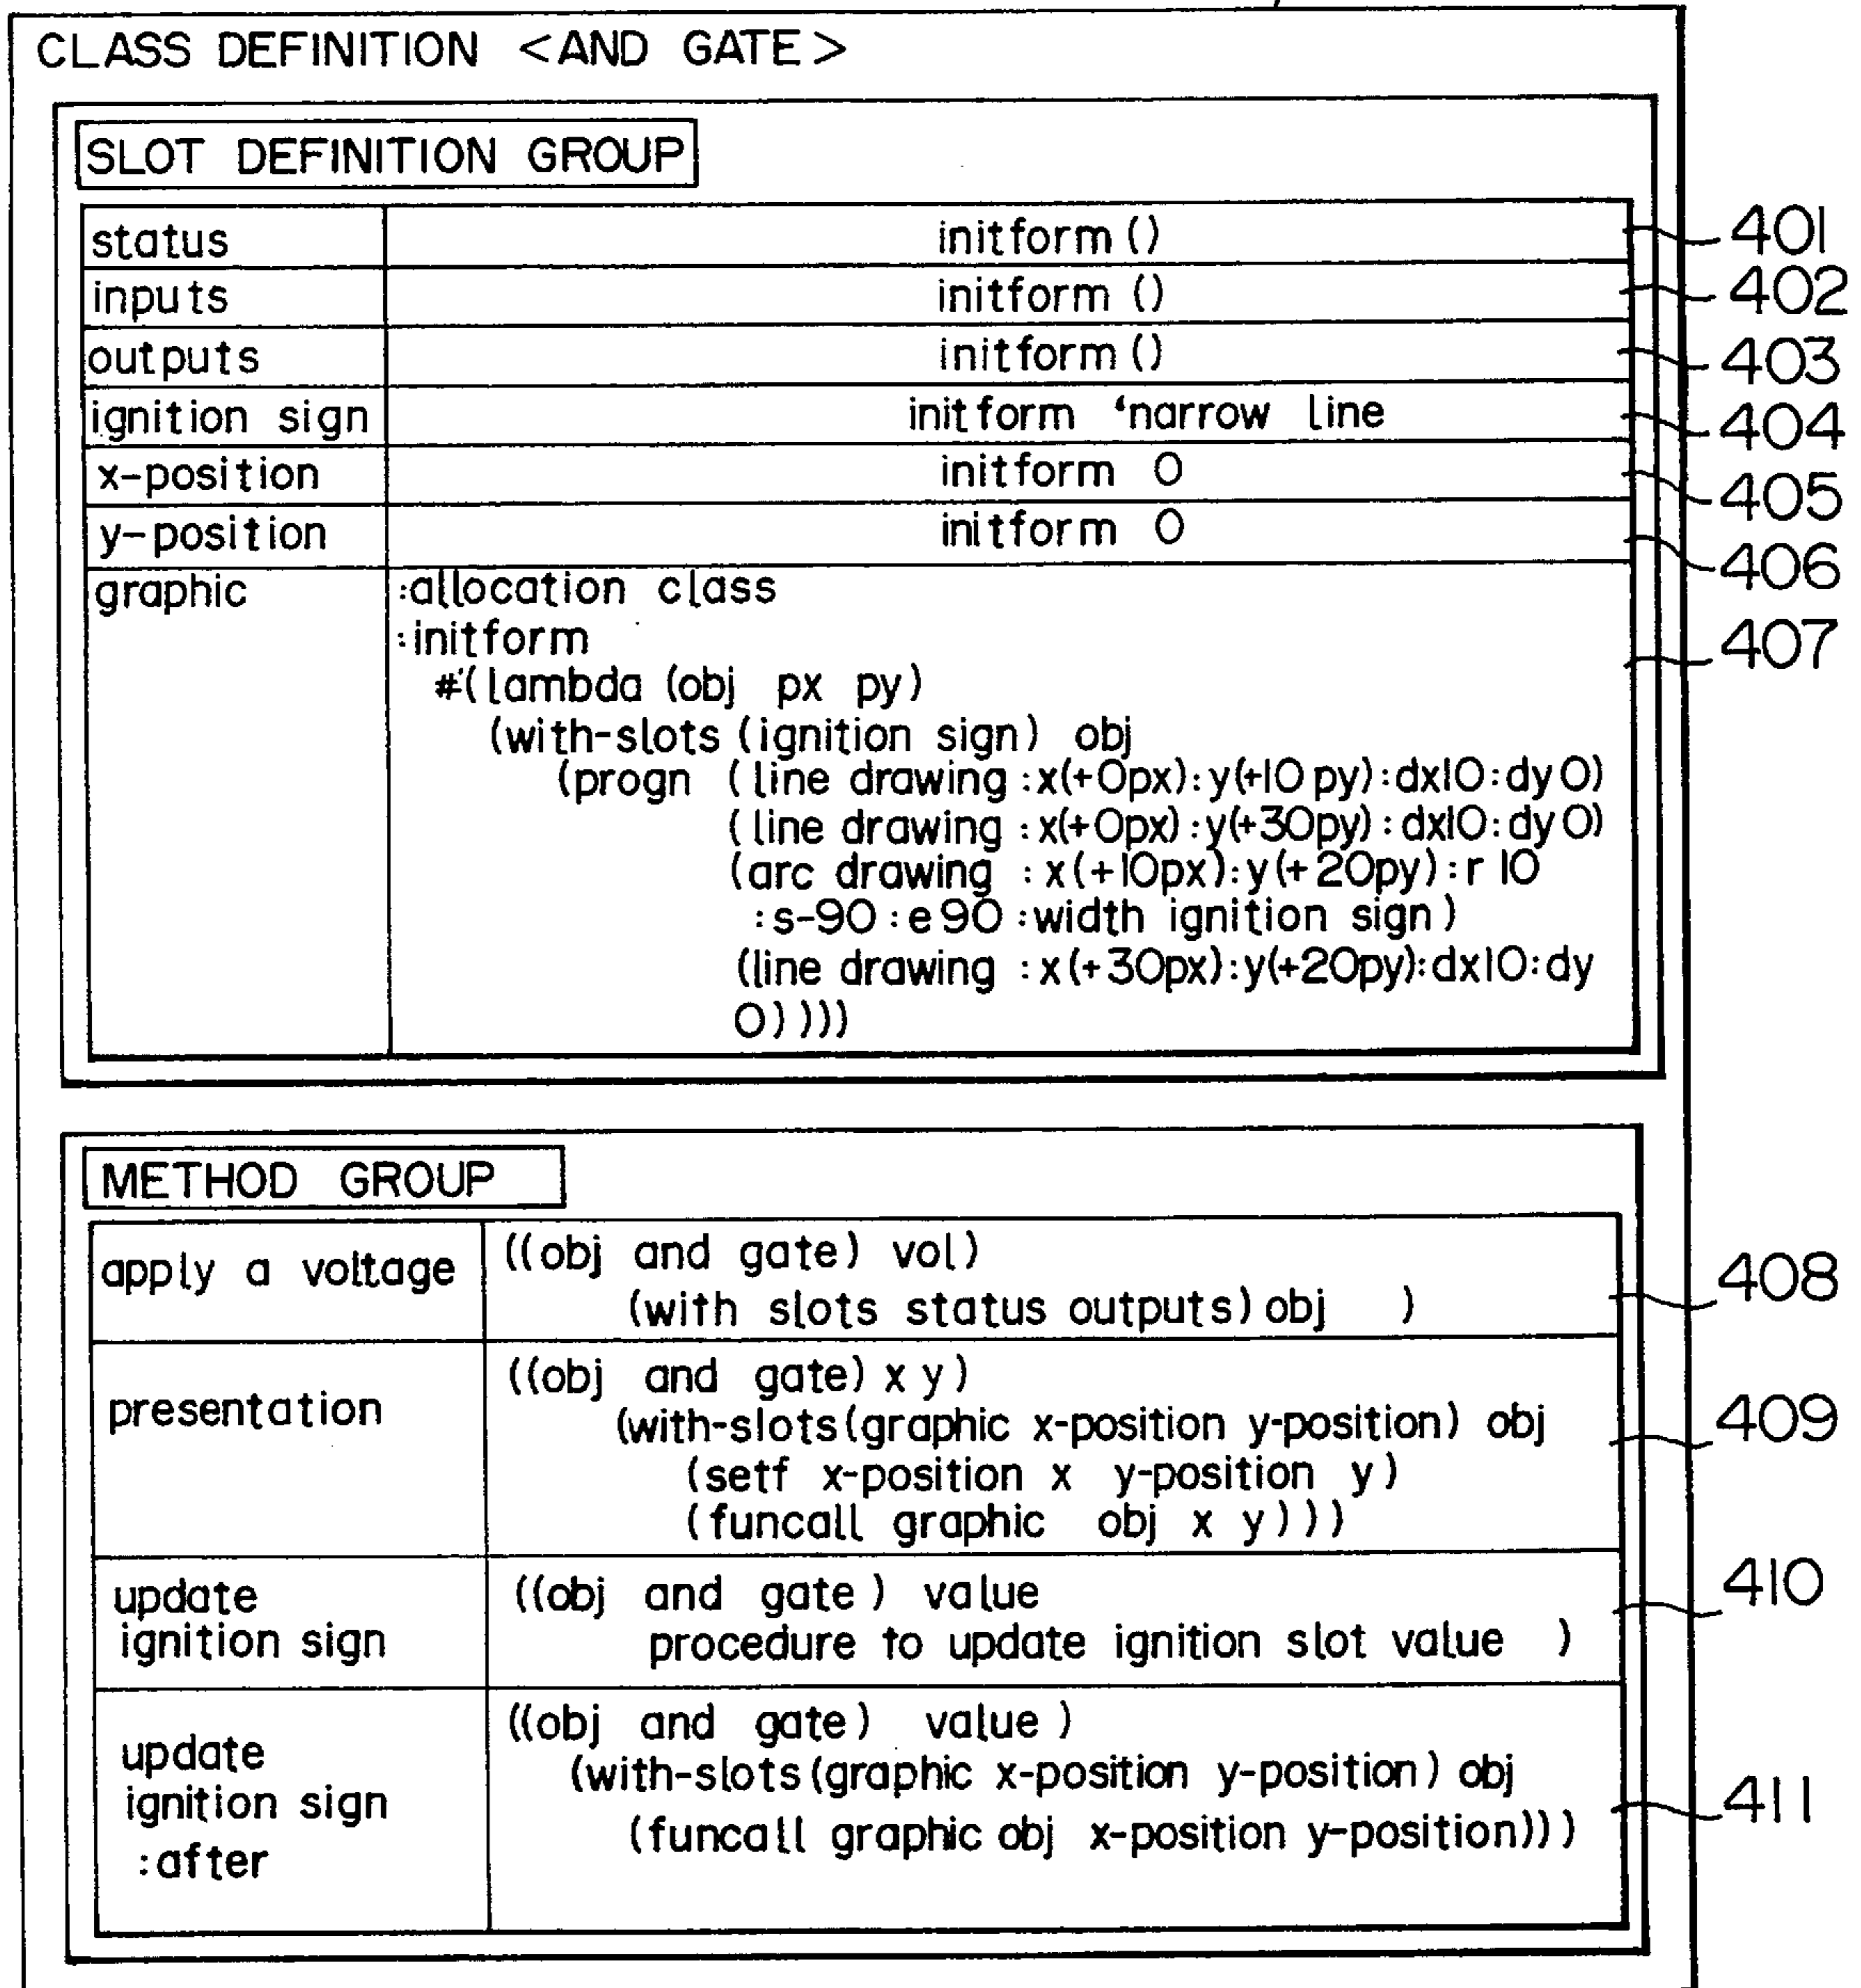 CLASS DEFINITION <AND GATE>
SLOT DEFINITION GROUP
status initform () 401
inputs initform () 402
outputs initform () 403
ignition sign initform 'narrow line 404
x-position initform 0 405
y-position initform 0 406
graphic :allocation class
:initform 407
#'(lambda (obj px py)
(with-slots (ignition sign) obj
(progn (line drawing :x(+0px):y(+10py):dx10:dy0)
(line drawing :x(+0px):y(+30py):dx10:dy0)
(arc drawing :x(+10px):y(+20py):r 10
:s-90:e90:width ignition sign)
(line drawing :x(+30px):y(+20py):dx10:dy
0))))
METHOD GROUP
apply a voltage ((obj and gate) vol) 408
(with slots status outputs) obj )
presentation ((obj and gate) x y) 409
(with-slots(graphic x-position y-position) obj
(setf x-position x y-position y)
(funcall graphic obj x y)))
update ((obj and gate) value 410
ignition sign procedure to update ignition slot value )
update ((obj and gate) value)
ignition sign (with-slots(graphic x-position y-position) obj 411
:after (funcall graphic obj x-position y-position)))